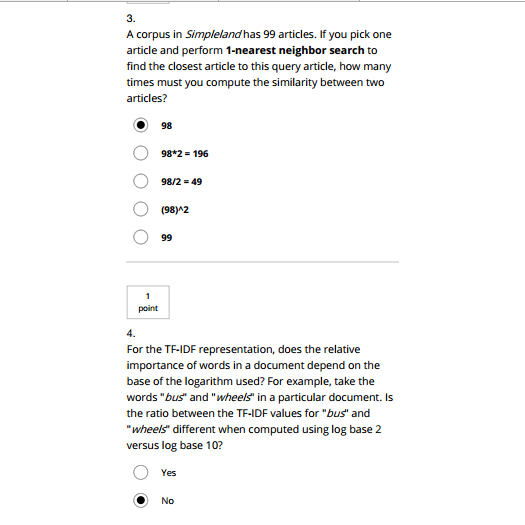 3.
A corpus in Simpleland has 99 articles. If you pick one
article and perform 1-nearest neighbor search to
find the closest article to this query article, how many
times must you compute the similarity between two
articles?
98
98*2 = 196
98/2 = 49
(98)^2
99
1
point
4.
For the TF-IDF representation, does the relative
importance of words in a document depend on the
base of the logarithm used? For example, take the
words "bus" and "wheels" in a particular document. Is
the ratio between the TF-IDF values for "bus" and
"wheels" different when computed using log base 2
versus log base 10?
Yes
No